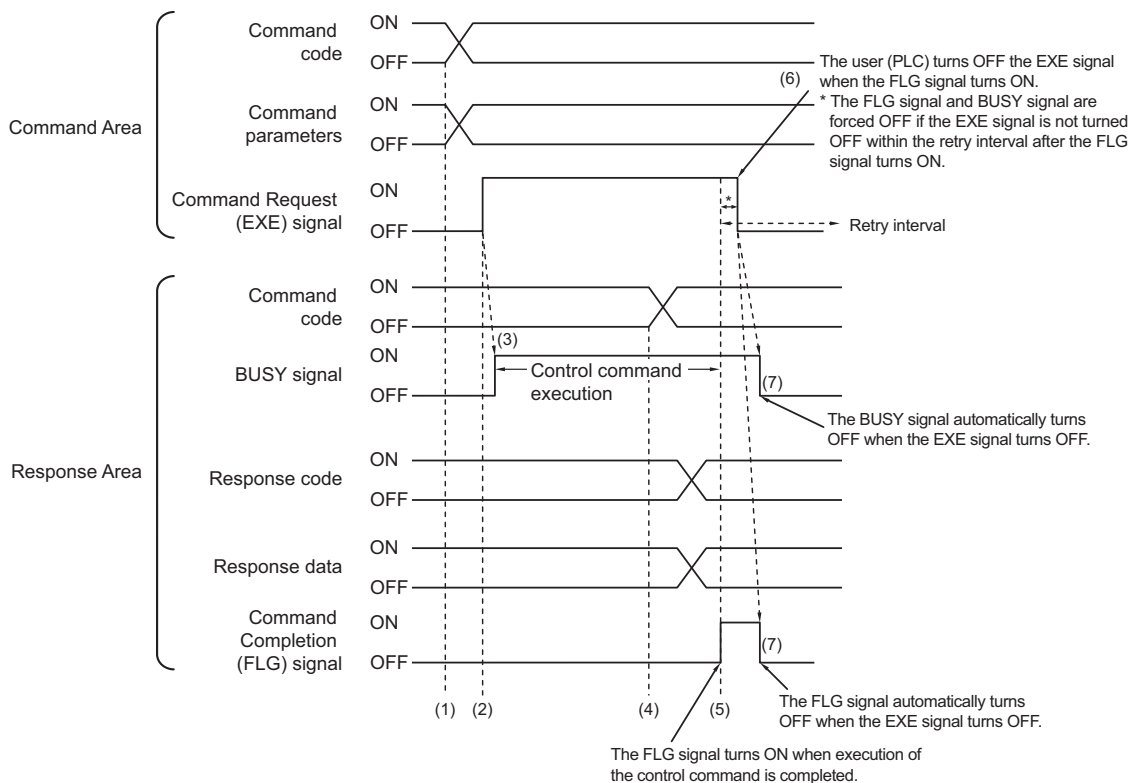 Command Area
Command
code
ON
OFF
Command
parameters
ON
OFF
Command Request
(EXE) signal
ON
OFF
(6)
The user (PLC) turns OFF the EXE signal
when the FLG signal turns ON.
* The FLG signal and BUSY signal are
forced OFF if the EXE signal is not turned
OFF within the retry interval after the FLG
signal turns ON.
*
Retry interval
Response Area
Command
code
ON
OFF
BUSY signal
ON
OFF
(3)
Control command
execution
(7)
The BUSY signal automatically turns
OFF when the EXE signal turns OFF.
Response code
ON
OFF
Response data
ON
OFF
Command
Completion
(FLG) signal
ON
OFF
(7)
The FLG signal automatically turns
OFF when the EXE signal turns OFF.
(1)
(2)
(4)
(5)
The FLG signal turns ON when execution of
the control command is completed.